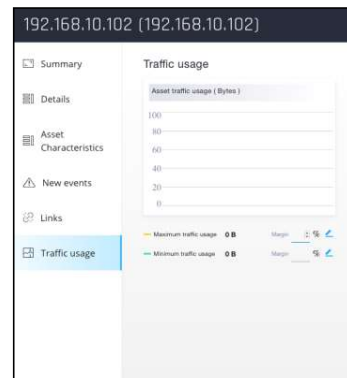 192.168.10.102 (192.168.10.102)
Summary
Details
Asset
Characteristics
New events
Links
Traffic usage
Traffic usage
Asset traffic usage ( Bytes )
100
80
60
40
20
0
Maximum traffic usage 0 B Margin %
Minimum traffic usage 0 B Margin %